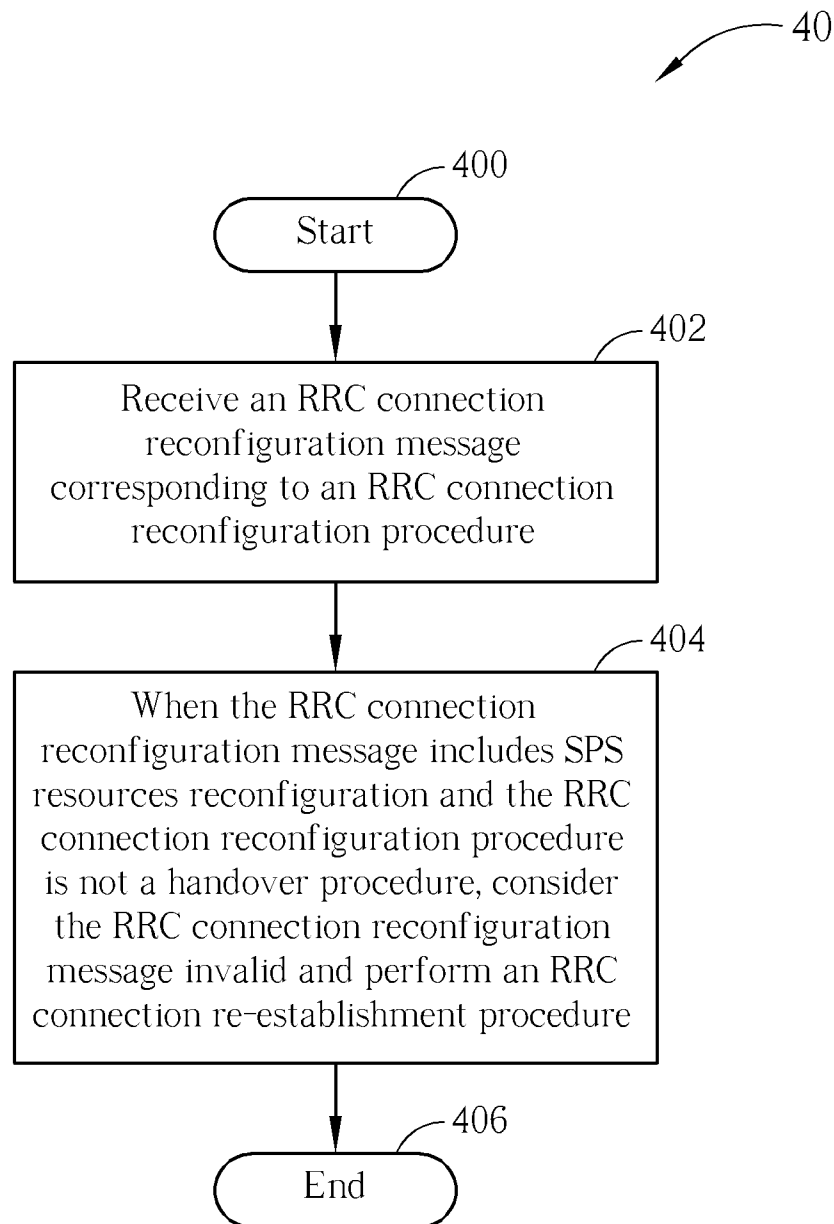 40
400
Start
402
Receive an RRC connection
reconfiguration message
corresponding to an RRC connection
reconfiguration procedure
404
When the RRC connection
reconfiguration message includes SPS
resources reconfiguration and the RRC
connection reconfiguration procedure
is not a handover procedure, consider
the RRC connection reconfiguration
message invalid and perform an RRC
connection re-establishment procedure
406
End